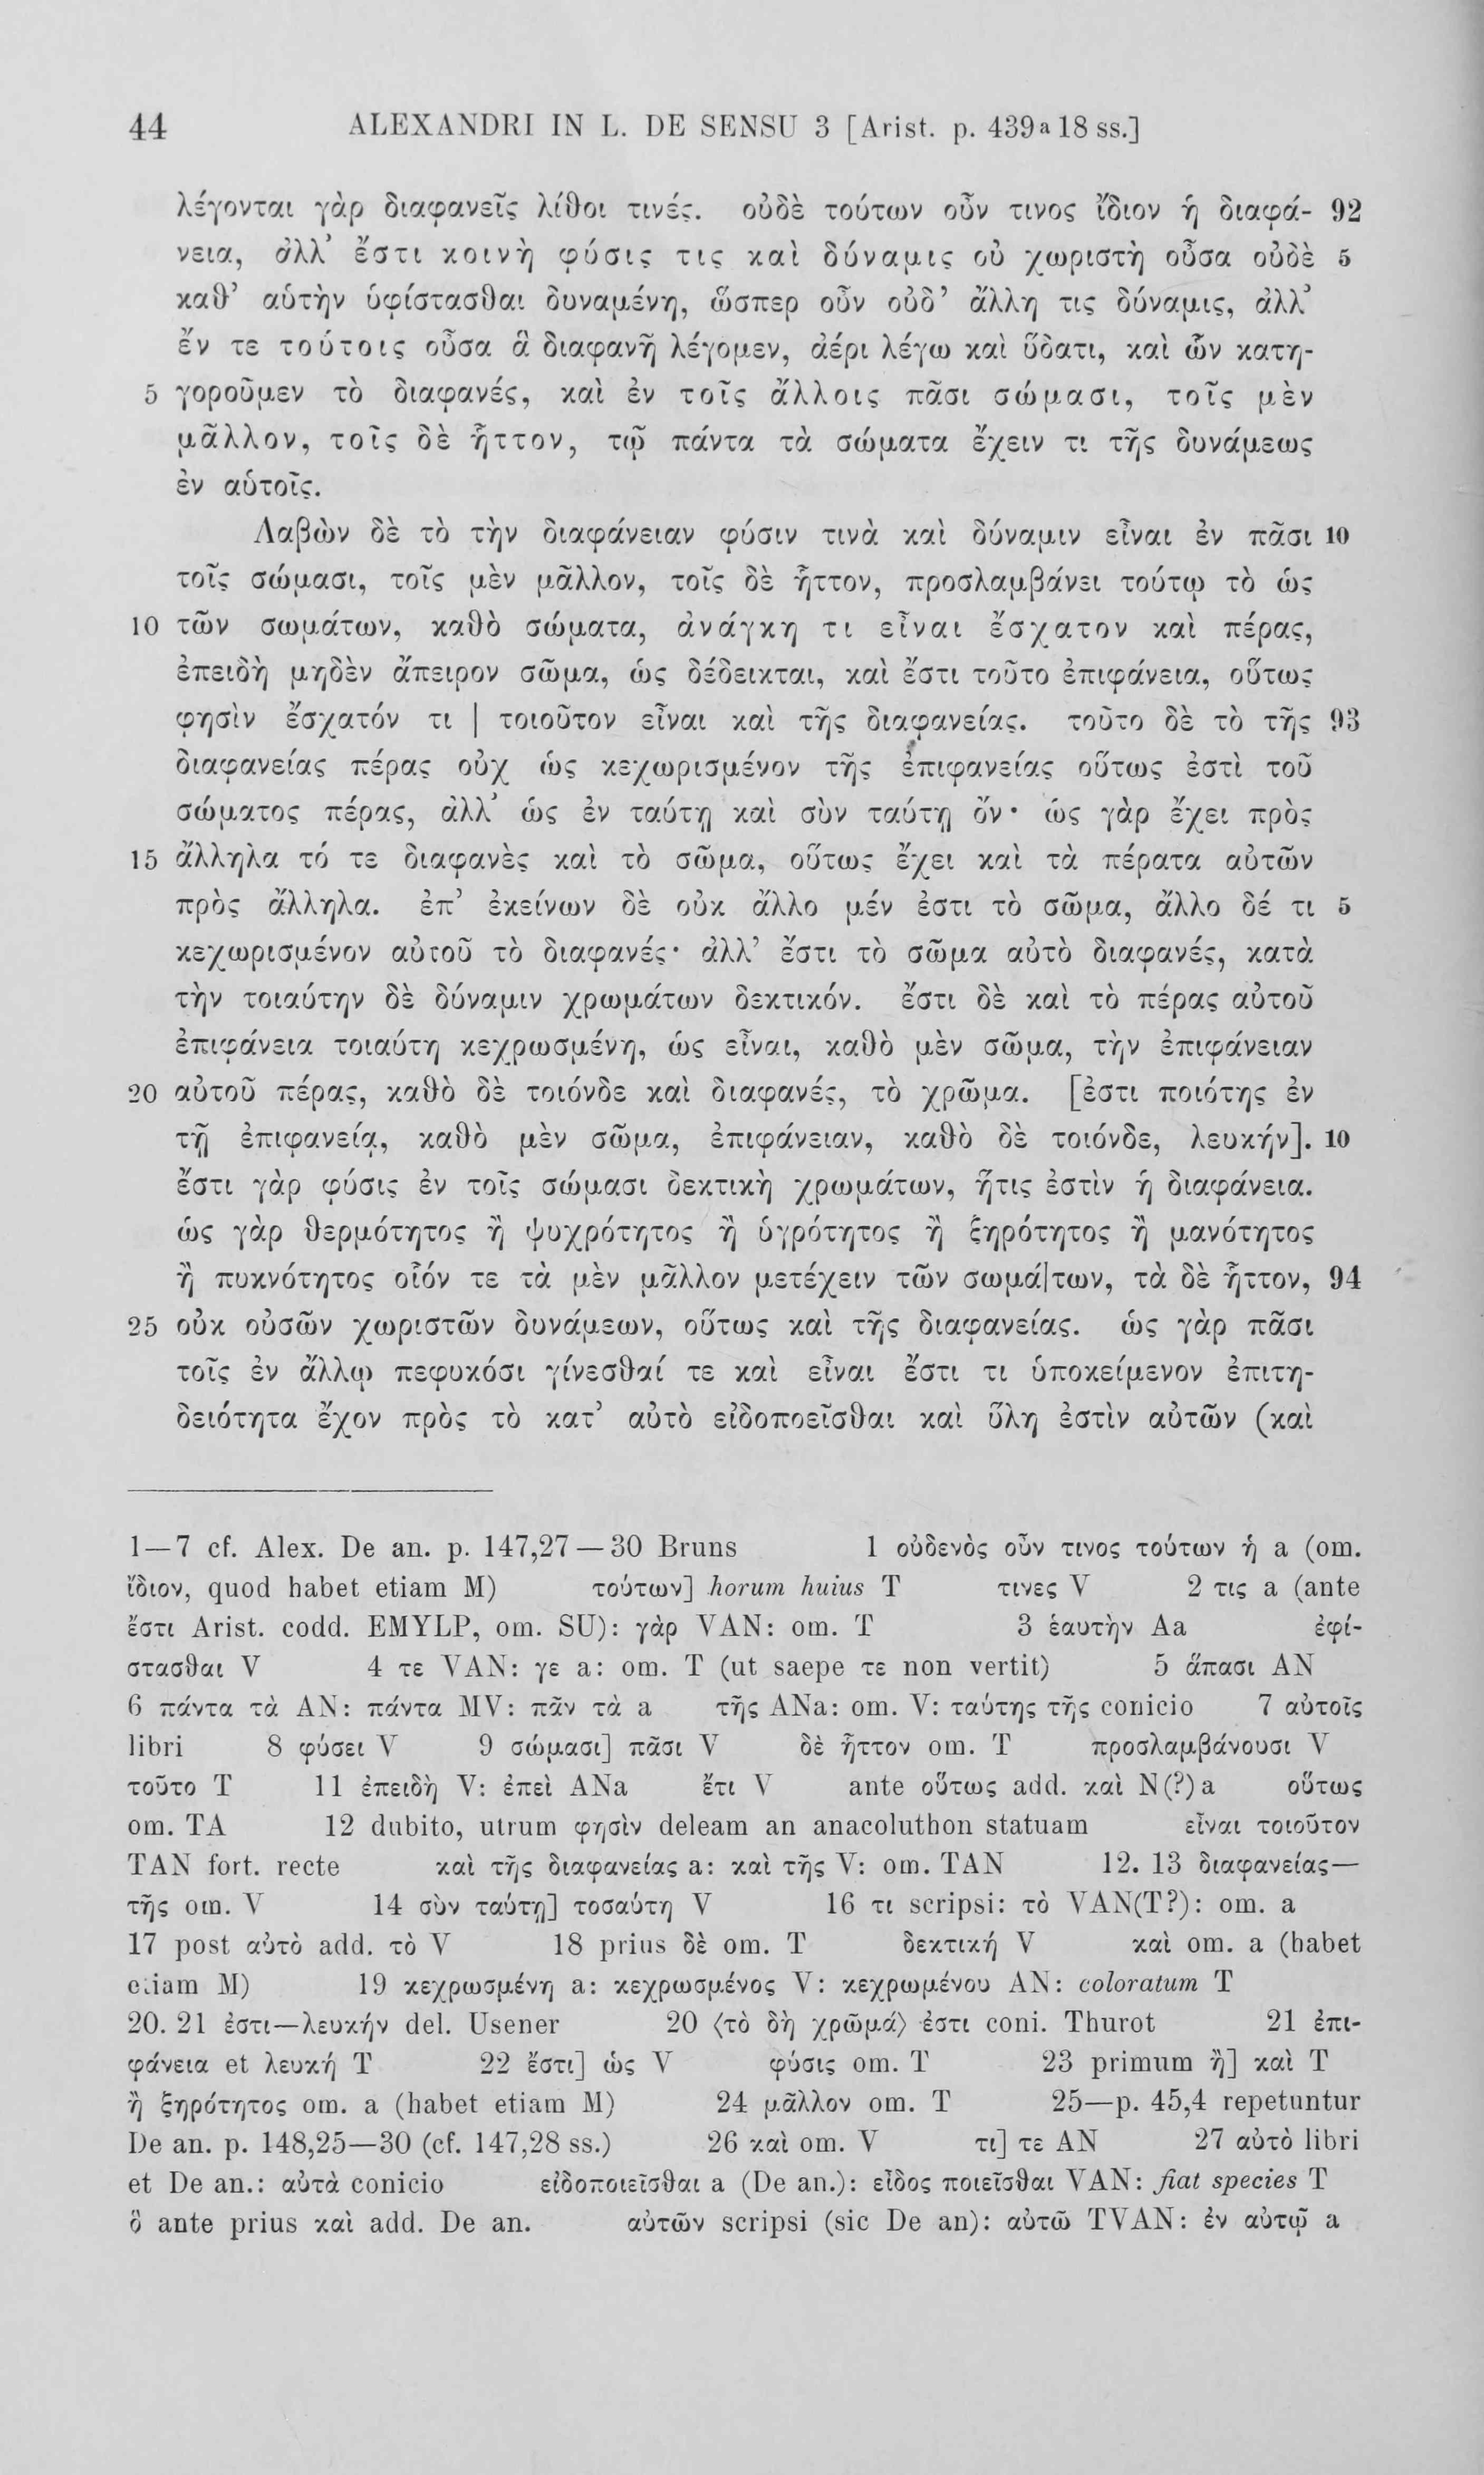 44 ALEXANDRI IN L. DE SENSU 3 [Arist. p. 439ᵃ18 ss.]
λέγονται γὰρ διαφανεῖς λίθοι τινές. οὐδὲ τούτων οὖν τινος ἴδιον ἡ διαφά- 92
νεια, ἀλλ’ ἔστι κοινὴ φύσις τις καὶ δύναμις οὐ χωριστὴ οὖσα οὐδὲ 5
καθ’ αὑτὴν ὑφίστασθαι δυναμένη, ὥσπερ οὖν οὐδ’ ἄλλη τις δύναμις, ἀλλ’
ἔν τε τούτοις οὖσα ἃ διαφανῆ λέγομεν, ἀέρι λέγω καὶ ὕδατι, καὶ ὧν κατη-
5 γοροῦμεν τὸ διαφανές, καὶ ἐν τοῖς ἄλλοις πᾶσι σώμασι, τοῖς μὲν
μᾶλλον, τοῖς δὲ ἧττον, τῷ πάντα τὰ σώματα ἔχειν τι τῆς δυνάμεως
ἐν αὑτοῖς.
Λαβὼν δὲ τὸ τὴν διαφάνειαν φύσιν τινὰ καὶ δύναμιν εἶναι ἐν πᾶσι 10
τοῖς σώμασι, τοῖς μὲν μᾶλλον, τοῖς δὲ ἧττον, προσλαμβάνει τούτῳ τὸ ὡς
10 τῶν σωμάτων, καθὸ σώματα, ἀνάγκη τι εἶναι ἔσχατον καὶ πέρας,
ἐπειδὴ μηδὲν ἄπειρον σῶμα, ὡς δέδεικται, καὶ ἔστι τοῦτο ἐπιφάνεια, οὕτως
φησὶν ἔσχατόν τι | τοιοῦτον εἶναι καὶ τῆς διαφανείας. τοῦτο δὲ τὸ τῆς 93
διαφανείας πέρας οὐχ ὡς κεχωρισμένον τῆς ἐπιφανείας οὕτως ἐστὶ τοῦ
σώματος πέρας, ἀλλ’ ὡς ἐν ταύτῃ καὶ σὺν ταύτῃ ὄν· ὡς γὰρ ἔχει πρὸς
15 ἄλληλα τό τε διαφανὲς καὶ τὸ σῶμα, οὕτως ἔχει καὶ τὰ πέρατα αὐτῶν
πρὸς ἄλληλα. ἐπ’ ἐκείνων δὲ οὐκ ἄλλο μέν ἐστι τὸ σῶμα, ἄλλο δέ τι 5
κεχωρισμένον αὐτοῦ τὸ διαφανές· ἀλλ’ ἔστι τὸ σῶμα αὐτὸ διαφανές, κατὰ
τὴν τοιαύτην δὲ δύναμιν χρωμάτων δεκτικόν. ἔστι δὲ καὶ τὸ πέρας αὐτοῦ
ἐπιφάνεια τοιαύτη κεχρωσμένη, ὡς εἶναι, καθὸ μὲν σῶμα, τὴν ἐπιφάνειαν
20 αὐτοῦ πέρας, καθὸ δὲ τοιόνδε καὶ διαφανές, τὸ χρῶμα. [ἐστι ποιότης ἐν
τῇ ἐπιφανείᾳ, καθὸ μὲν σῶμα, ἐπιφάνειαν, καθὸ δὲ τοιόνδε, λευκήν]. 10
ἔστι γὰρ φύσις ἐν τοῖς σώμασι δεκτικὴ χρωμάτων, ἥτις ἐστὶν ἡ διαφάνεια.
ὡς γὰρ θερμότητος ἢ ψυχρότητος ἢ ὑγρότητος ἢ ξηρότητος ἢ μανότητος
ἢ πυκνότητος οἷόν τε τὰ μὲν μᾶλλον μετέχειν τῶν σωμά|των, τὰ δὲ ἧττον, 94
25 οὐκ οὐσῶν χωριστῶν δυνάμεων, οὕτως καὶ τῆς διαφανείας. ὡς γὰρ πᾶσι
τοῖς ἐν ἄλλῳ πεφυκόσι γίνεσθαί τε καὶ εἶναι ἔστι τι ὑποκείμενον ἐπιτη-
δειότητα ἔχον πρὸς τὸ κατ’ αὐτὸ εἰδοποεῖσθαι καὶ ὕλη ἐστὶν αὐτῶν (καὶ
1—7 cf. Alex. De an. p. 147,27—30 Bruns 1 οὐδενὸς οὖν τινος τούτων ἡ a (om.
ἴδιον, quod habet etiam M) τούτων] horum huius T τινες V 2 τις a (ante
ἔστι Arist. codd. EMYLP, om. SU): γὰρ VAN: om. T 3 ἑαυτὴν Aa ἐφί-
στασθαι V 4 τε VAN: γε a: om. T (ut saepe τε non vertit) 5 ἅπασι AN
6 πάντα τὰ AN: πάντα MV: πᾶν τὰ a τῆς ANa: om. V: ταύτης τῆς conicio 7 αὐτοῖς
libri 8 φύσει V 9 σώμασι] πᾶσι V δὲ ἧττον om. T προσλαμβάνουσι V
τοῦτο T 11 ἐπειδὴ V: ἐπεὶ ANa ἔτι V ante οὕτως add. καὶ N(?)a οὕτως
om. TA 12 dubito, utrum φησὶν deleam an anacoluthon statuam εἶναι τοιοῦτον
TAN fort. recte καὶ τῆς διαφανείας a: καὶ τῆς V: om. TAN 12. 13 διαφανείας—
τῆς om. V 14 σὺν ταύτῃ] τοσαύτη V 16 τι scripsi: τὸ VAN(T?): om. a
17 post αὐτὸ add. τὸ V 18 prius δὲ om. T δεκτική V καὶ om. a (habet
etiam M) 19 κεχρωσμένη a: κεχρωσμένος V: κεχρωμένου AN: coloratum T
20. 21 ἐστι—λευκήν del. Usener 20 〈τὸ δὴ χρῶμά〉 ἐστι coni. Thurot 21 ἐπι-
φάνεια et λευκή T 22 ἔστι] ὡς V φύσις om. T 23 primum ἢ] καὶ T
ἢ ξηρότητος om. a (habet etiam M) 24 μᾶλλον om. T 25—p. 45,4 repetuntur
De an. p. 148,25—30 (cf. 147,28 ss.) 26 καὶ om. V τι] τε AN 27 αὐτὸ libri
et De an.: αὐτὰ conicio εἰδοποιεῖσθαι a (De an.): εἶδος ποιεῖσθαι VAN: fiat species T
ὃ ante prius καὶ add. De an. αὐτῶν scripsi (sic De an): αὐτῶ TVAN: ἐν αὐτῷ a